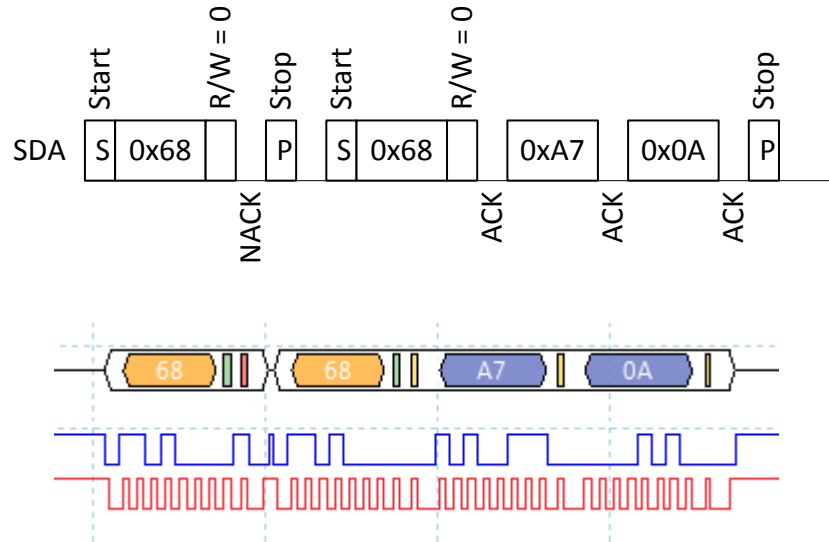 Start R/W = 0 Stop Start R/W = 0 Stop
SDA S 0x68 P S 0x68 0xA7 0x0A P
NACK ACK ACK ACK
68 68 A7 0A